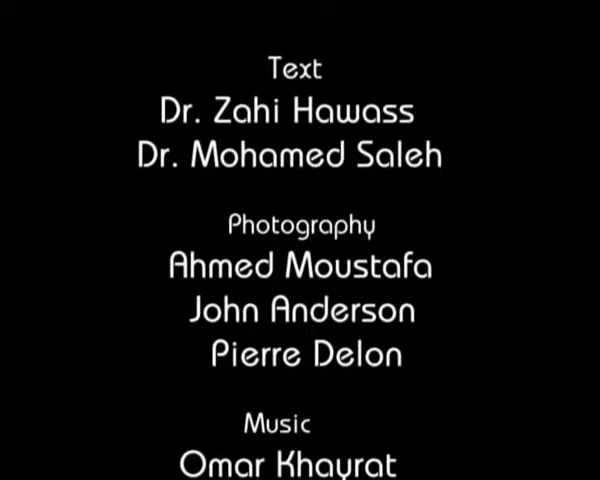 Text
Dr. Zahi Hawass
Dr. Mohamed Saleh
Photography
Ahmed Moustafa
John Anderson
Pierre Delon
Music
Omar Khayrat